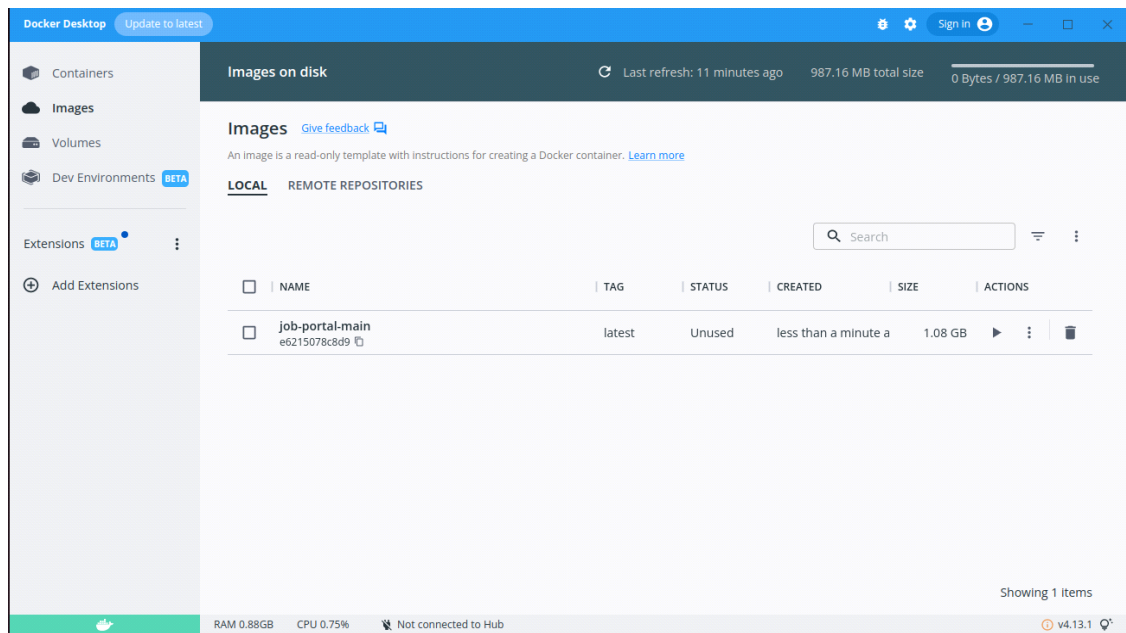 Docker Desktop Update to latest Sign in
Containers
Images
Volumes
Dev Environments BETA
Extensions BETA
Add Extensions
Images on disk Last refresh: 11 minutes ago 987.16 MB total size 0 Bytes / 987.16 MB in use
Images Give feedback
An image is a read-only template with instructions for creating a Docker container. Learn more
LOCAL REMOTE REPOSITORIES
Search
NAME TAG STATUS CREATED SIZE ACTIONS
job-portal-main latest Unused less than a minute a 1.08 GB
e6215078c8d9
Showing 1 items
RAM 0.88GB CPU 0.75% Not connected to Hub v4.13.1